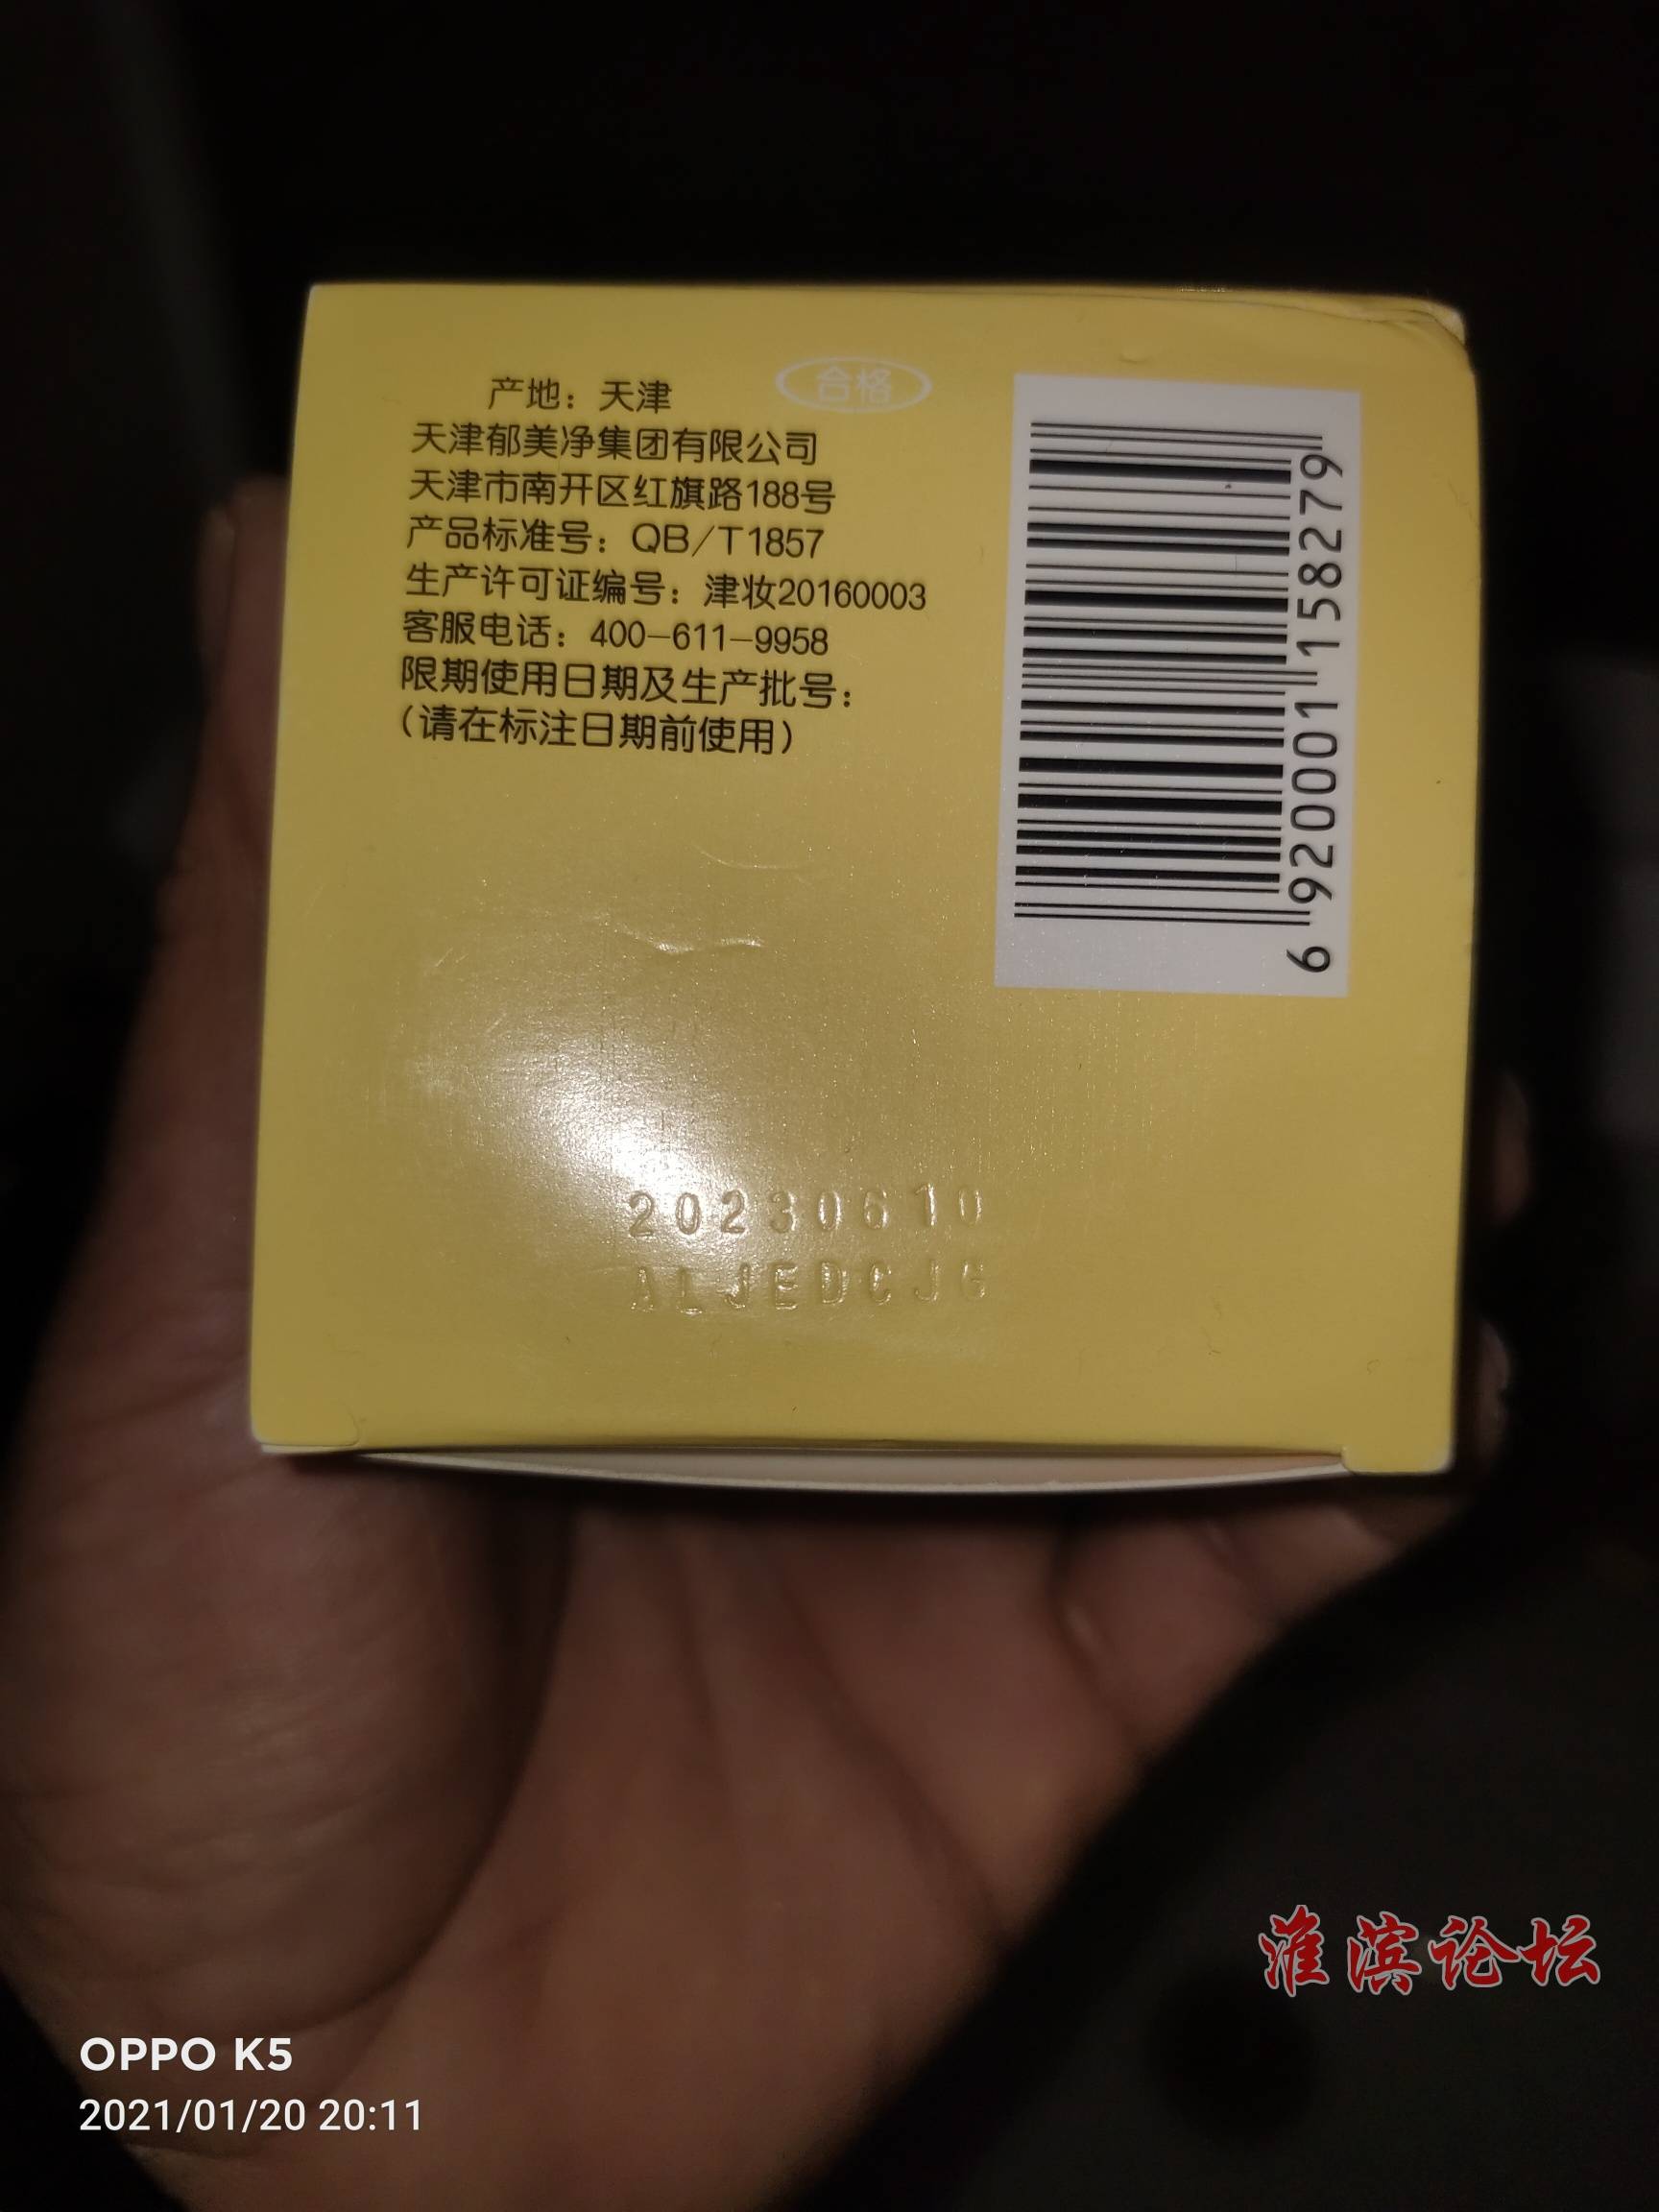 产地：天津
合格
天津郁美净集团有限公司
天津市南开区红旗路188号
产品标准号：QB/T1857
生产许可证编号：津妆20160003
客服电话：400-611-9958
限期使用日期及生产批号：
（请在标注日期前使用）
6 920001 158279
20230610
ALJEDCJG
淮滨论坛
OPPO K5
2021/01/20 20:11